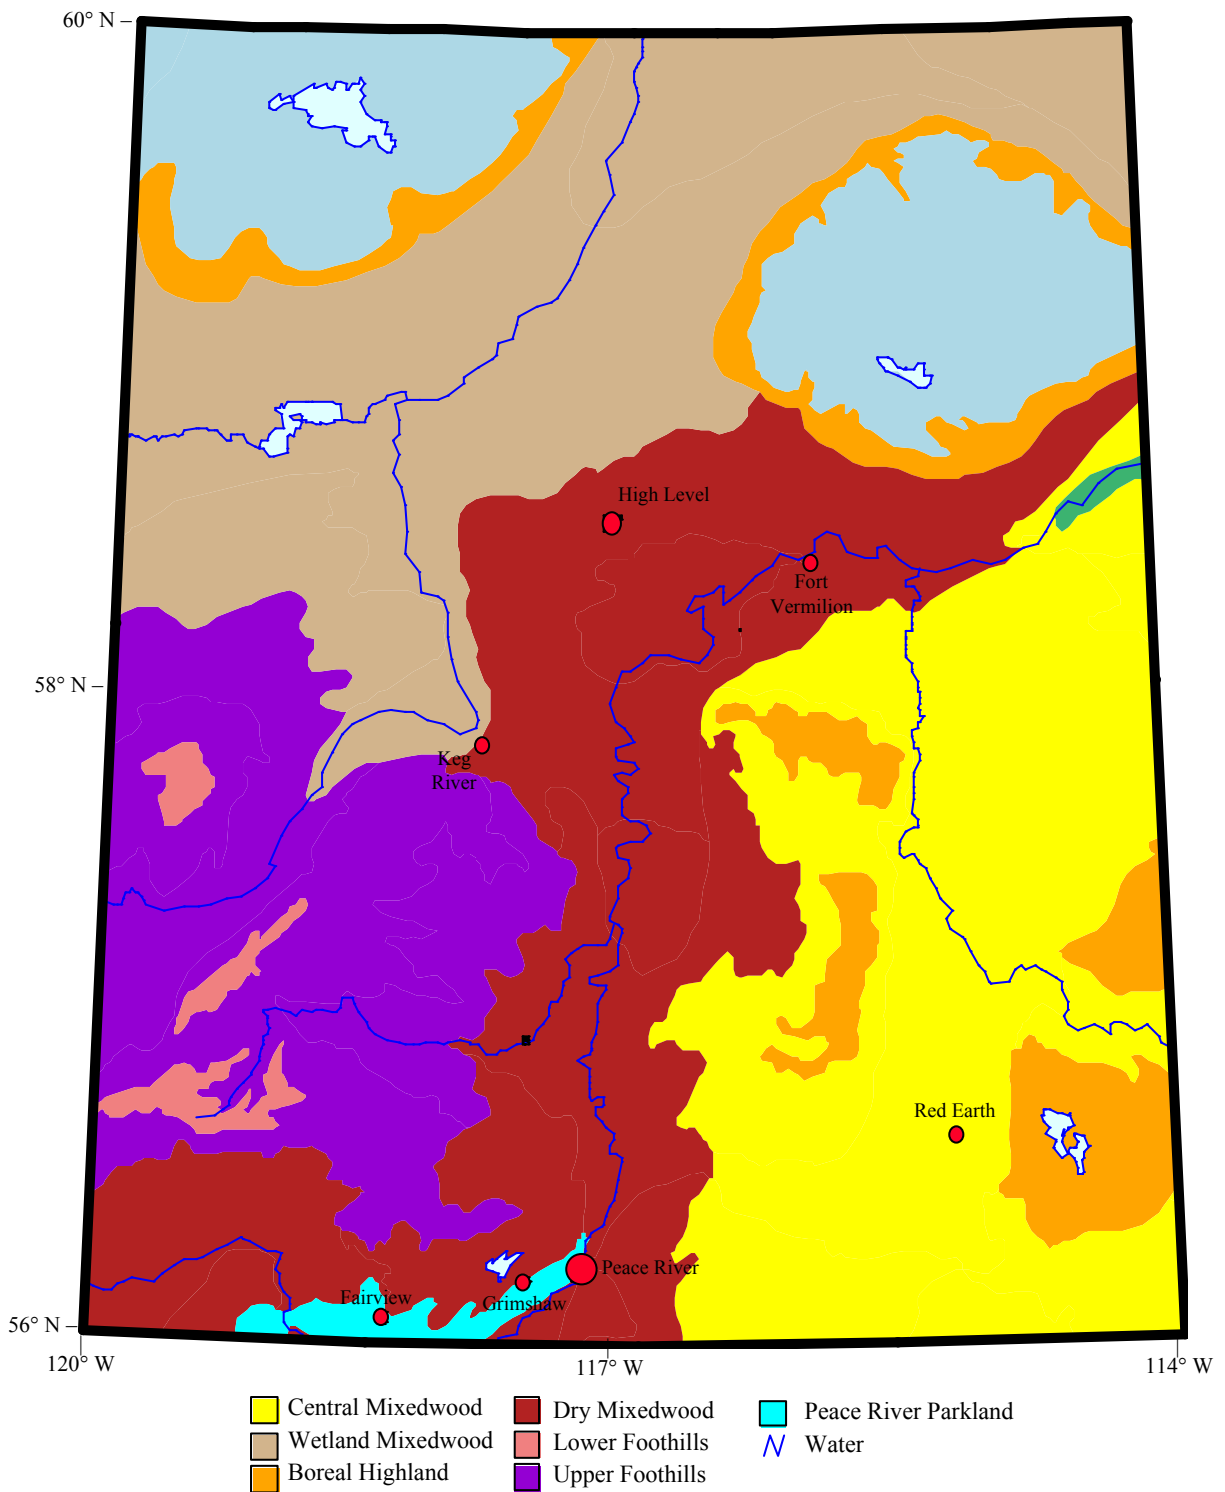 60° N
High Level
Fort
Vermilion
58° N
Keg
River
Red Earth
Peace River
Fairview
Grimshaw
56° N
120° W
117° W
114° W
Central Mixedwood
Dry Mixedwood
Peace River Parkland
Wetland Mixedwood
Lower Foothills
Water
Boreal Highland
Upper Foothills